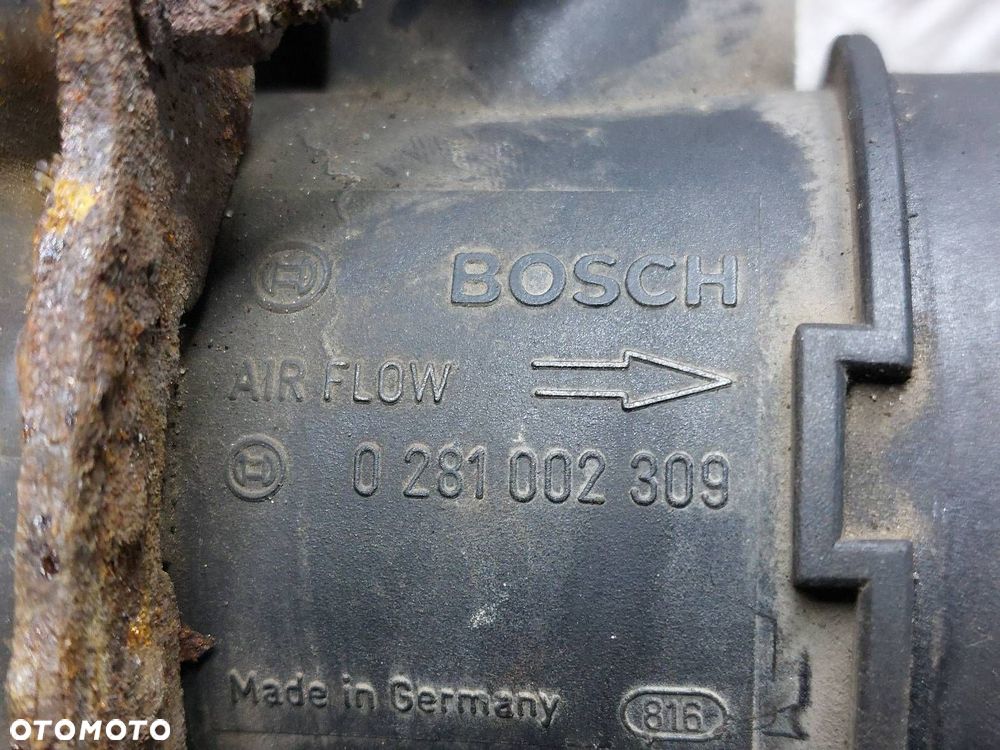 BOSCH
AIR FLOW
0 281 002 309
Made in Germany 816
OTOMOTO